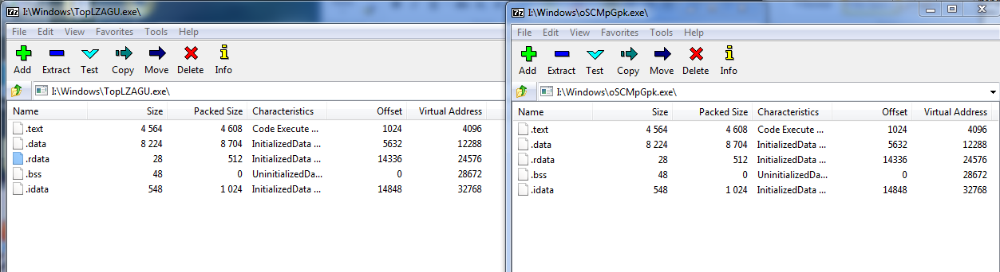 I:\Windows\TopLZAGU.exe\
File Edit View Favorites Tools Help
Add Extract Test Copy Move Delete Info
I:\Windows\TopLZAGU.exe\
Name Size Packed Size Characteristics Offset Virtual Address
.text 4 564 4 608 Code Execute ... 1024 4096
.data 8 224 8 704 InitializedData ... 5632 12288
.rdata 28 512 InitializedData ... 14336 24576
.bss 48 0 UninitializedDa... 0 28672
.idata 548 1 024 InitializedData ... 14848 32768
I:\Windows\oSCMpGpk.exe\
File Edit View Favorites Tools Help
Add Extract Test Copy Move Delete Info
I:\Windows\oSCMpGpk.exe\
Name Size Packed Size Characteristics Offset Virtual Address
.text 4 564 4 608 Code Execute ... 1024 4096
.data 8 224 8 704 InitializedData ... 5632 12288
.rdata 28 512 InitializedData ... 14336 24576
.bss 48 0 UninitializedDa... 0 28672
.idata 548 1 024 InitializedData ... 14848 32768